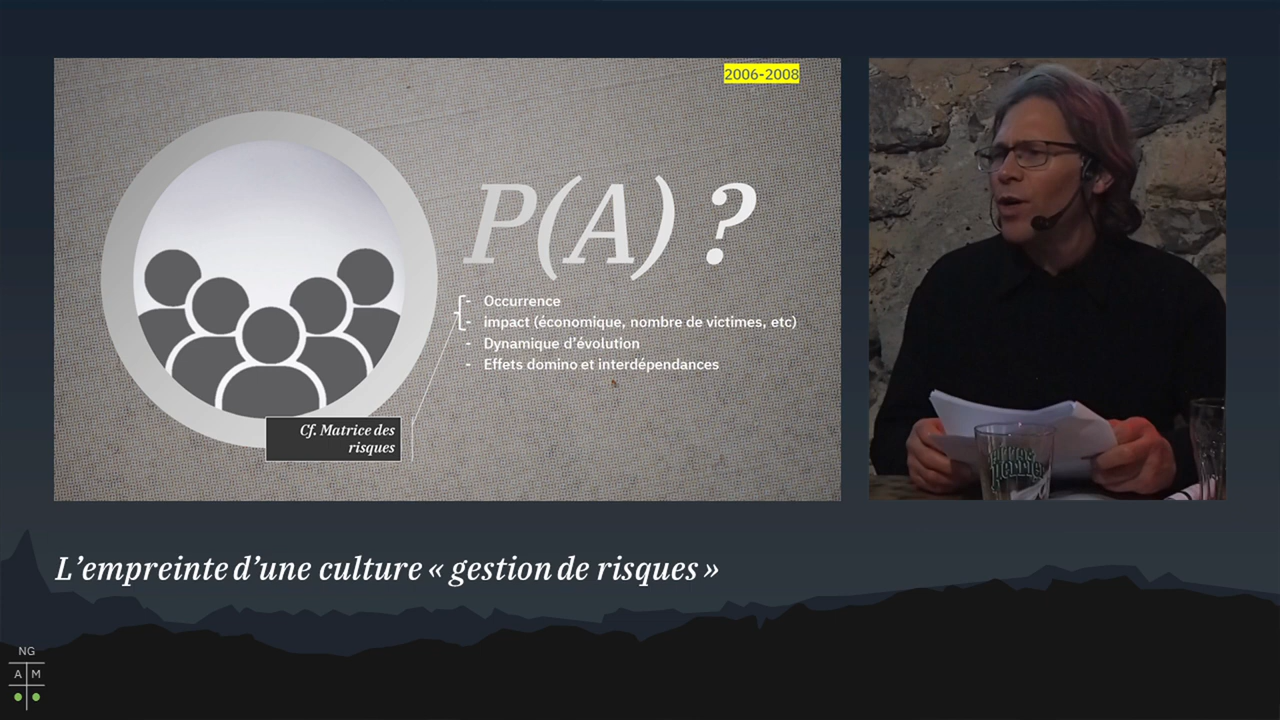 2006-2008
P(A) ?
- Occurrence
- impact (économique, nombre de victimes, etc)
- Dynamique d’évolution
- Effets domino et interdépendances
Cf. Matrice des
risques
L’empreinte d’une culture « gestion de risques »
NG
A M